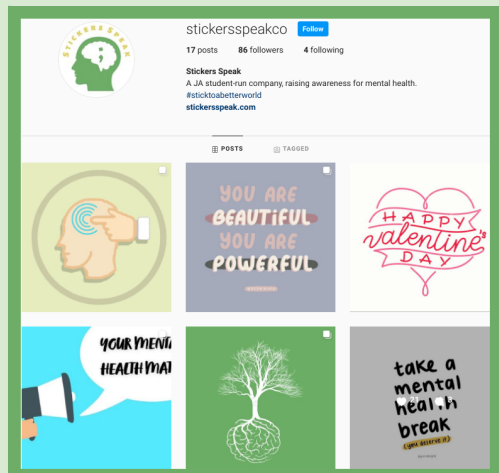 STICKERS SPEAK
stickersspeakco Follow
17 posts 86 followers 4 following
Stickers Speak
A JA student-run company, raising awareness for mental health.
#sticktoabetterworld
stickersspeak.com
POSTS TAGGED
YOU ARE
BEAUTIFUL
YOU ARE
POWERFUL
HAPPY
valentine's
DAY
YOUR MENTA
HEALTH MAT
take a
mental
health
break
(you deserve it)